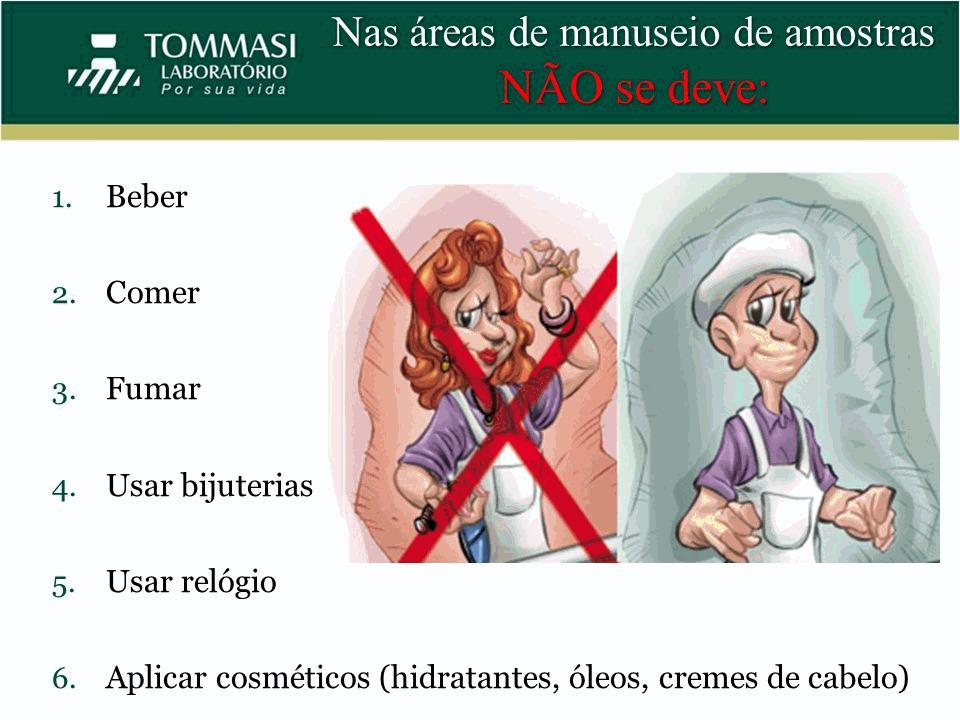 TOMMASI
LABORATÓRIO
Por sua vida
Nas áreas de manuseio de amostras
NÃO se deve:
1. Beber
2. Comer
3. Fumar
4. Usar bijuterias
5. Usar relógio
6. Aplicar cosméticos (hidratantes, óleos, cremes de cabelo)